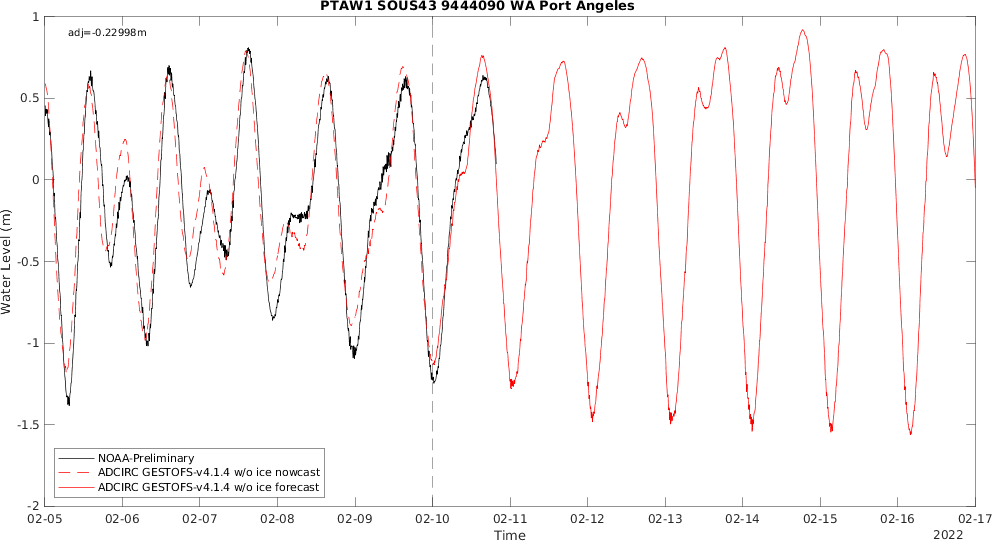 PTAW1 SOUS43 9444090 WA Port Angeles
adj=-0.22998m
1
0.5
0
-0.5
-1
-1.5
-2
Water Level (m)
NOAA-Preliminary
ADCIRC GESTOFS-v4.1.4 w/o ice nowcast
ADCIRC GESTOFS-v4.1.4 w/o ice forecast
02-05 02-06 02-07 02-08 02-09 02-10 02-11 02-12 02-13 02-14 02-15 02-16 02-17
Time
2022